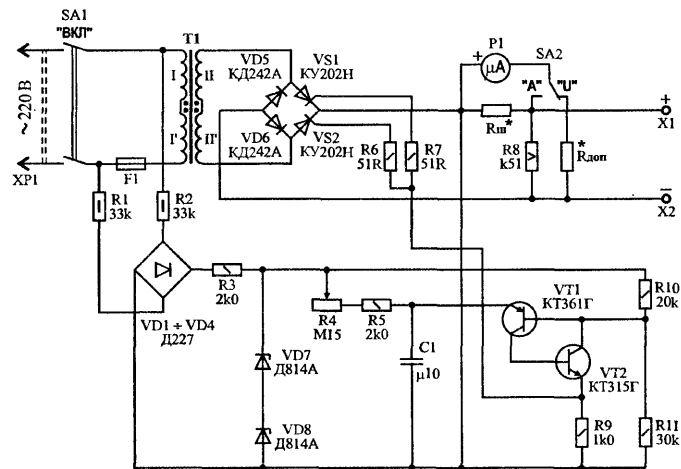 SA1
"ВКЛ"
T1
P1
+
μA
SA2
VD5
КД242А
VS1
КУ202Н
I
II
"A"
"U"
+
X1
~ 220 В
Rш*
R8
k51
*
Rдоп
VD6
КД242А
VS2
КУ202Н
R6
51R
R7
51R
I'
II'
XP1
F1
−
X2
R1
33k
R2
33k
R3
2k0
VD1 ÷ VD4
Д227
R4
М15
R5
2k0
VT1
КТ361Г
R10
20k
VD7
Д814А
C1
μ10
VT2
КТ315Г
VD8
Д814А
R9
1k0
R11
30k